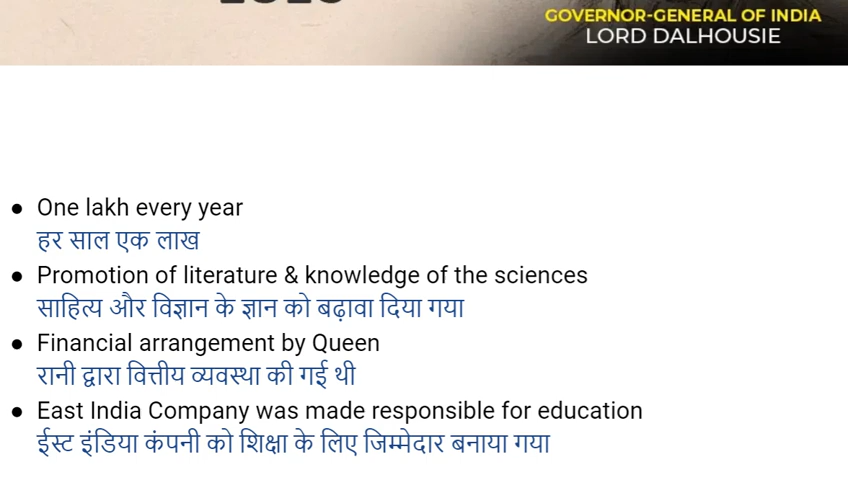 GOVERNOR-GENERAL OF INDIA
LORD DALHOUSIE
● One lakh every year
हर साल एक लाख
● Promotion of literature & knowledge of the sciences
साहित्य और विज्ञान के ज्ञान को बढ़ावा दिया गया
● Financial arrangement by Queen
रानी द्वारा वित्तीय व्यवस्था की गई थी
● East India Company was made responsible for education
ईस्ट इंडिया कंपनी को शिक्षा के लिए जिम्मेदार बनाया गया